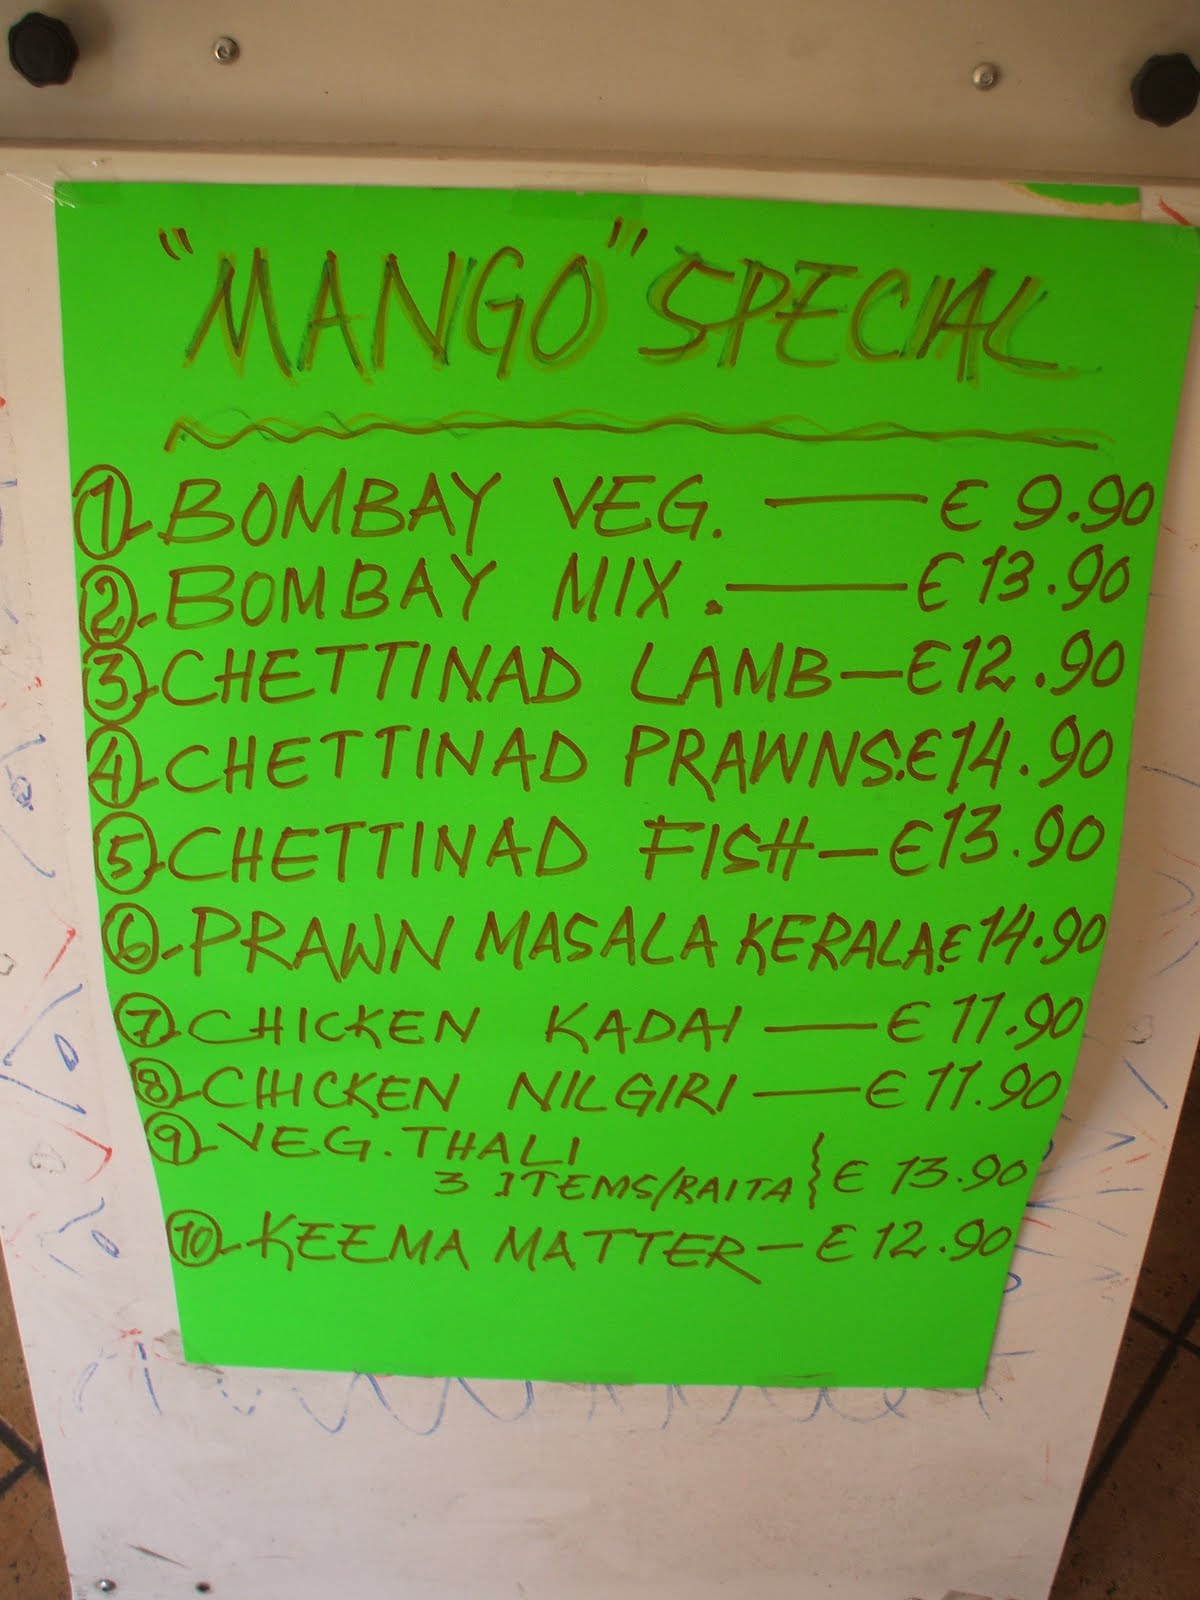 "MANGO" SPECIAL
1 - BOMBAY VEG. — € 9.90
2 - BOMBAY MIX. — € 13.90
3 - CHETTINAD LAMB — € 12.90
4 - CHETTINAD PRAWNS. € 14.90
5 - CHETTINAD FISH — € 13.90
6 - PRAWN MASALA KERALA. € 14.90
7 - CHICKEN KADAI — € 11.90
8 - CHICKEN NILGIRI — € 11.90
9 - VEG. THALI
3 ITEMS/RAITA } € 13.90
10 - KEEMA MATTER — € 12.90